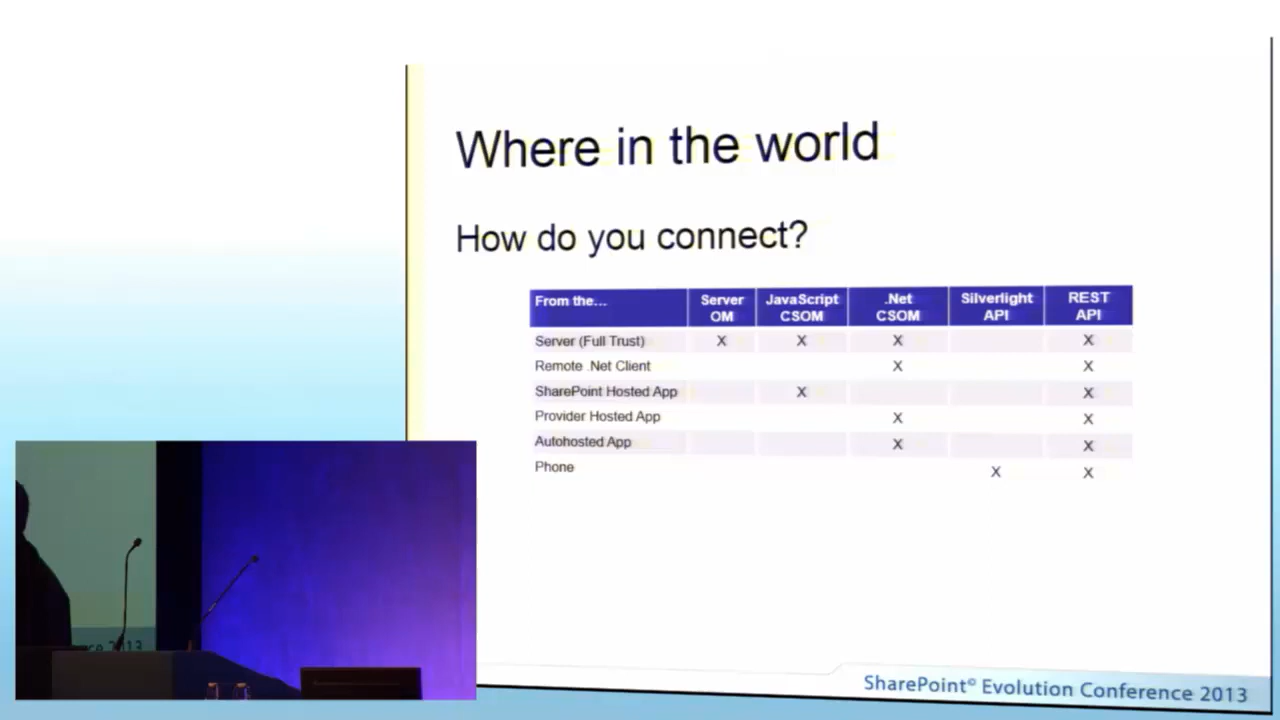 Where in the world
How do you connect?
From the... Server OM JavaScript CSOM .Net CSOM Silverlight API REST API
Server (Full Trust) X X X X
Remote .Net Client X X
SharePoint Hosted App X X
Provider Hosted App X X
Autohosted App X X
Phone X X
SharePoint© Evolution Conference 2013
2013